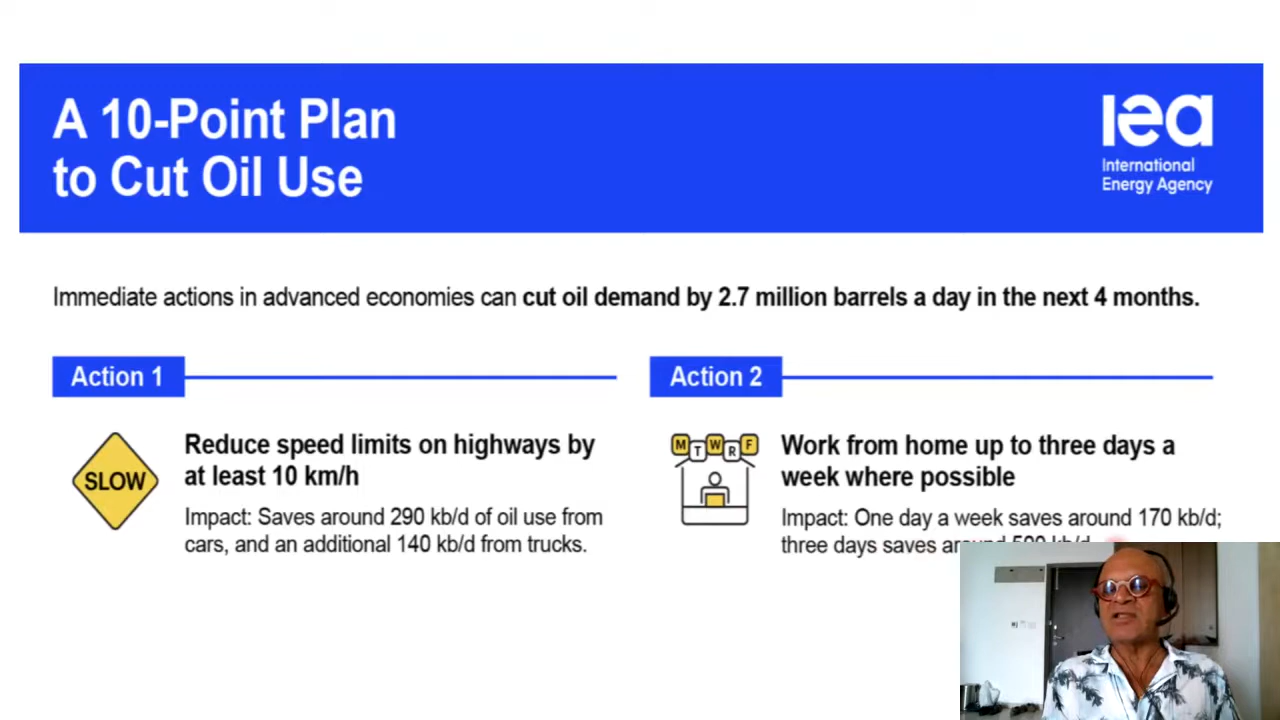 A 10-Point Plan
to Cut Oil Use
iea
International
Energy Agency
Immediate actions in advanced economies can cut oil demand by 2.7 million barrels a day in the next 4 months.
Action 1
SLOW
Reduce speed limits on highways by
at least 10 km/h
Impact: Saves around 290 kb/d of oil use from
cars, and an additional 140 kb/d from trucks.
Action 2
M T W R F
Work from home up to three days a
week where possible
Impact: One day a week saves around 170 kb/d;
three days saves around 500 kb/d